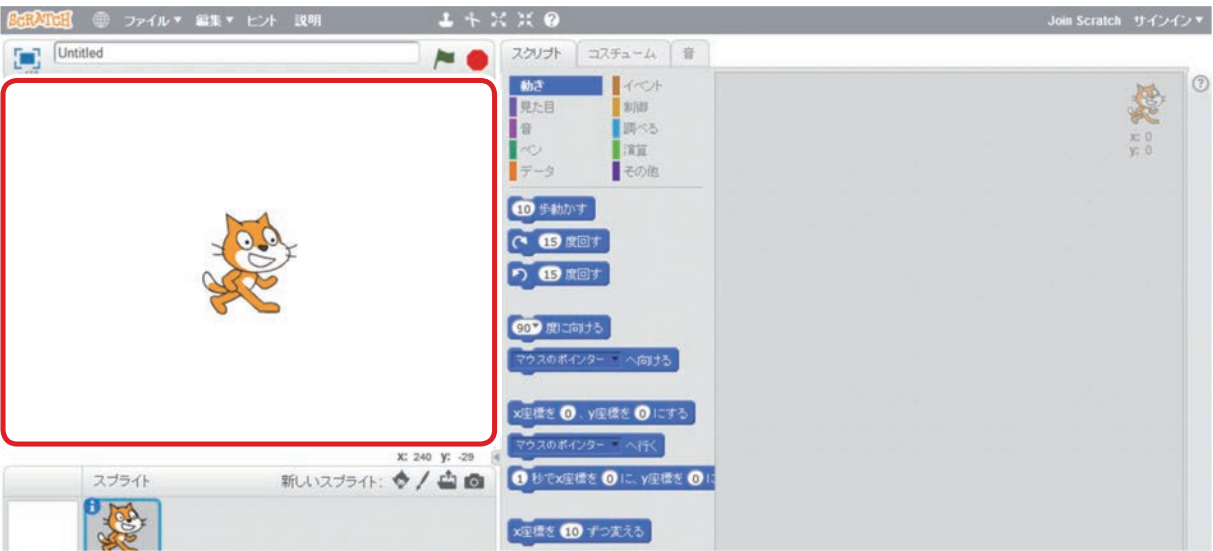 SCRATCH ファイル▼ 編集▼ ヒント 説明 Join Scratch サインイン▼
Untitled
スクリプト コスチューム 音
動き イベント
見た目 制御
音 調べる
ペン 演算
データ その他
x: 0
y: 0
10 歩動かす
15 度回す
15 度回す
90▼ 度に向ける
マウスのポインター へ向ける
x座標を 0 、y座標を 0 にする
マウスのポインター へ行く
1 秒でx座標を 0 に、y座標を 0 に
x座標を 10 ずつ変える
x: 240 y: -29
スプライト 新しいスプライト: